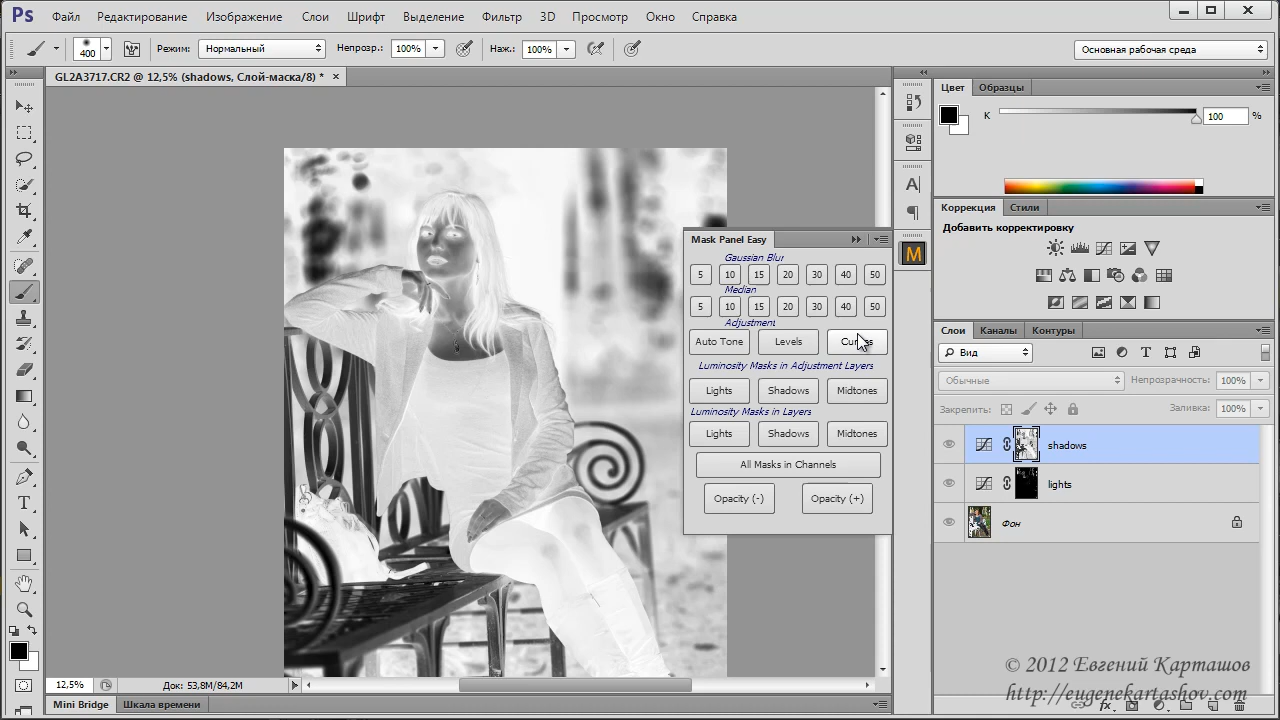 Ps Файл Редактирование Изображение Слои Шрифт Выделение Фильтр 3D Просмотр Окно Справка
400 Режим: Нормальный Непрозр.: 100% Наж.: 100% Основная рабочая среда
GL2A3717.CR2 @ 12,5% (shadows, Слой-маска/8) * ×
Цвет Образцы
K 100 %
Коррекция Стили
Добавить корректировку
Mask Panel Easy
Gaussian Blur
5 10 15 20 30 40 50
Median
5 10 15 20 30 40 50
Adjustment
Auto Tone Levels Curves
Luminosity Masks in Adjustment Layers
Lights Shadows Midtones
Luminosity Masks in Layers
Lights Shadows Midtones
All Masks in Channels
Opacity (-) Opacity (+)
Слои Каналы Контуры
Вид
Обычные Непрозрачность: 100%
Закрепить: Заливка: 100%
shadows
lights
Фон
12,5% Док: 53,8M/84,2M
Mini Bridge Шкала времени
© 2012 Евгений Карташов
http://eugenekartashov.com